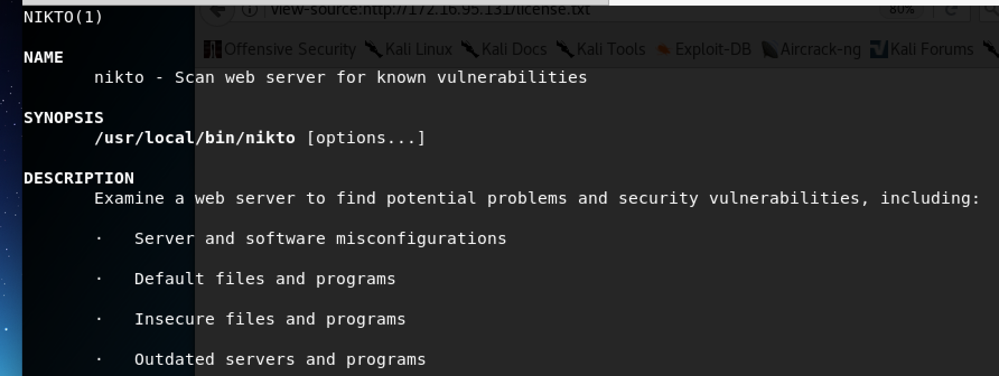 view-source:http://172.16.95.131/license.txt 80%
NIKTO(1)
Offensive Security Kali Linux Kali Docs Kali Tools Exploit-DB Aircrack-ng Kali Forums
NAME
nikto - Scan web server for known vulnerabilities
SYNOPSIS
/usr/local/bin/nikto [options...]
DESCRIPTION
Examine a web server to find potential problems and security vulnerabilities, including:
· Server and software misconfigurations
· Default files and programs
· Insecure files and programs
· Outdated servers and programs